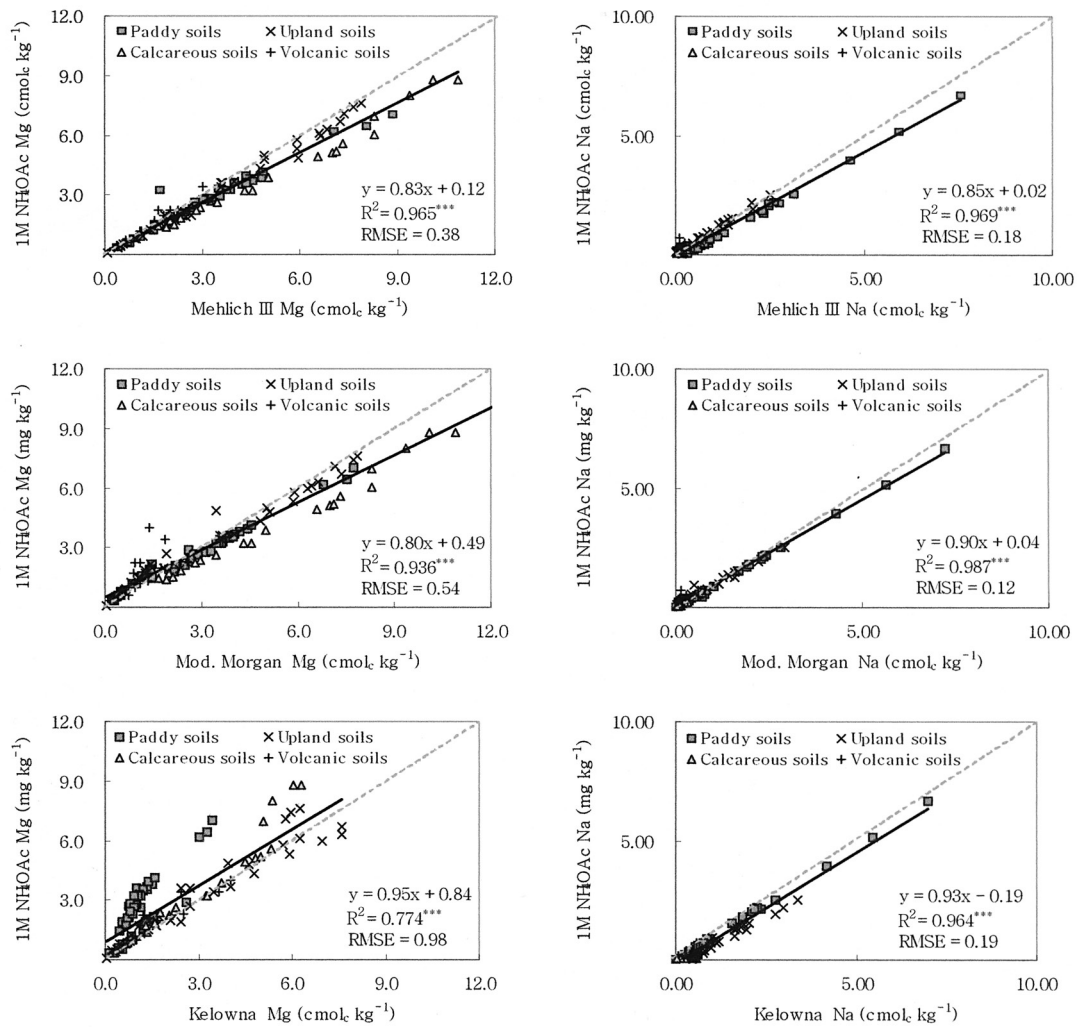 12.0
9.0
6.0
3.0
0.0 3.0 6.0 9.0 12.0
1M NHOAc Mg (cmolc kg⁻¹)
Paddy soils × Upland soils
Calcareous soils + Volcanic soils
y = 0.83x + 0.12
R² = 0.965***
RMSE = 0.38
Mehlich III Mg (cmolc kg⁻¹)
10.00
5.00
0.00 5.00 10.00
1M NHOAc Na (cmolc kg⁻¹)
Paddy soils × Upland soils
Calcareous soils + Volcanic soils
y = 0.85x + 0.02
R² = 0.969***
RMSE = 0.18
Mehlich III Na (cmolc kg⁻¹)
12.0
9.0
6.0
3.0
0.0 3.0 6.0 9.0 12.0
1M NHOAc Mg (mg kg⁻¹)
Paddy soils × Upland soils
Calcareous soils + Volcanic soils
y = 0.80x + 0.49
R² = 0.936***
RMSE = 0.54
Mod. Morgan Mg (cmolc kg⁻¹)
10.00
5.00
0.00 5.00 10.00
1M NHOAc Na (mg kg⁻¹)
Paddy soils × Upland soils
Calcareous soils + Volcanic soils
y = 0.90x + 0.04
R² = 0.987***
RMSE = 0.12
Mod. Morgan Na (cmolc kg⁻¹)
12.0
9.0
6.0
3.0
0.0 3.0 6.0 9.0 12.0
1M NHOAc Mg (mg kg⁻¹)
Paddy soils × Upland soils
Calcareous soils + Volcanic soils
y = 0.95x + 0.84
R² = 0.774***
RMSE = 0.98
Kelowna Mg (cmolc kg⁻¹)
10.00
5.00
0.00 5.00 10.00
1M NHOAc Na (mg kg⁻¹)
Paddy soils × Upland soils
Calcareous soils + Volcanic soils
y = 0.93x − 0.19
R² = 0.964***
RMSE = 0.19
Kelowna Na (cmolc kg⁻¹)